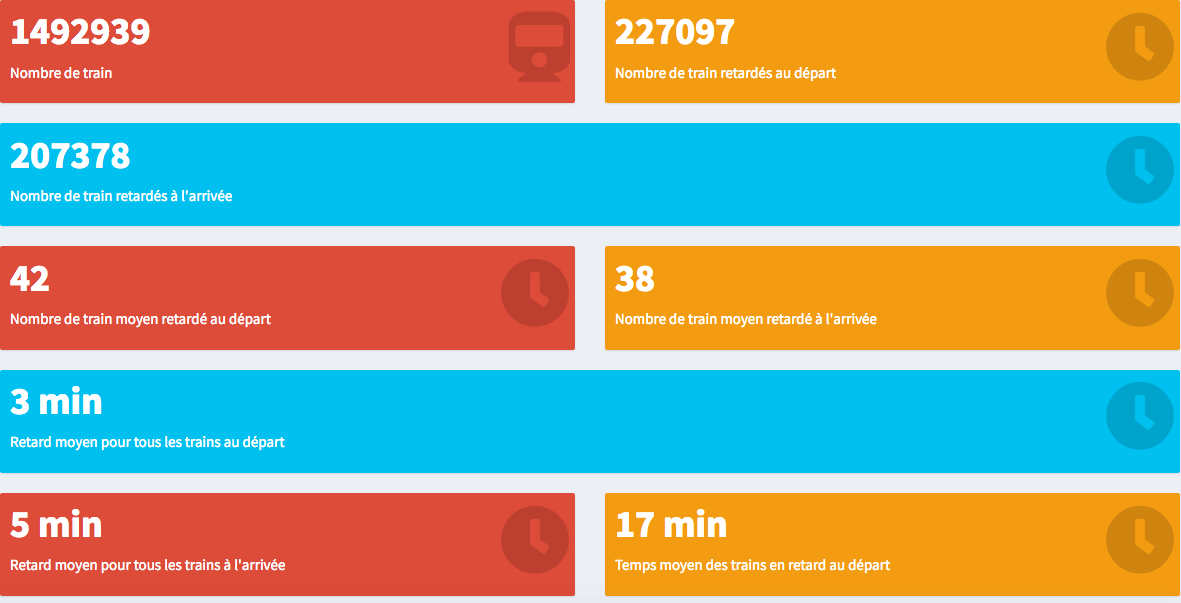 1492939
Nombre de train
227097
Nombre de train retardés au départ
207378
Nombre de train retardés à l'arrivée
42
Nombre de train moyen retardé au départ
38
Nombre de train moyen retardé à l'arrivée
3 min
Retard moyen pour tous les trains au départ
5 min
Retard moyen pour tous les trains à l'arrivée
17 min
Temps moyen des trains en retard au départ